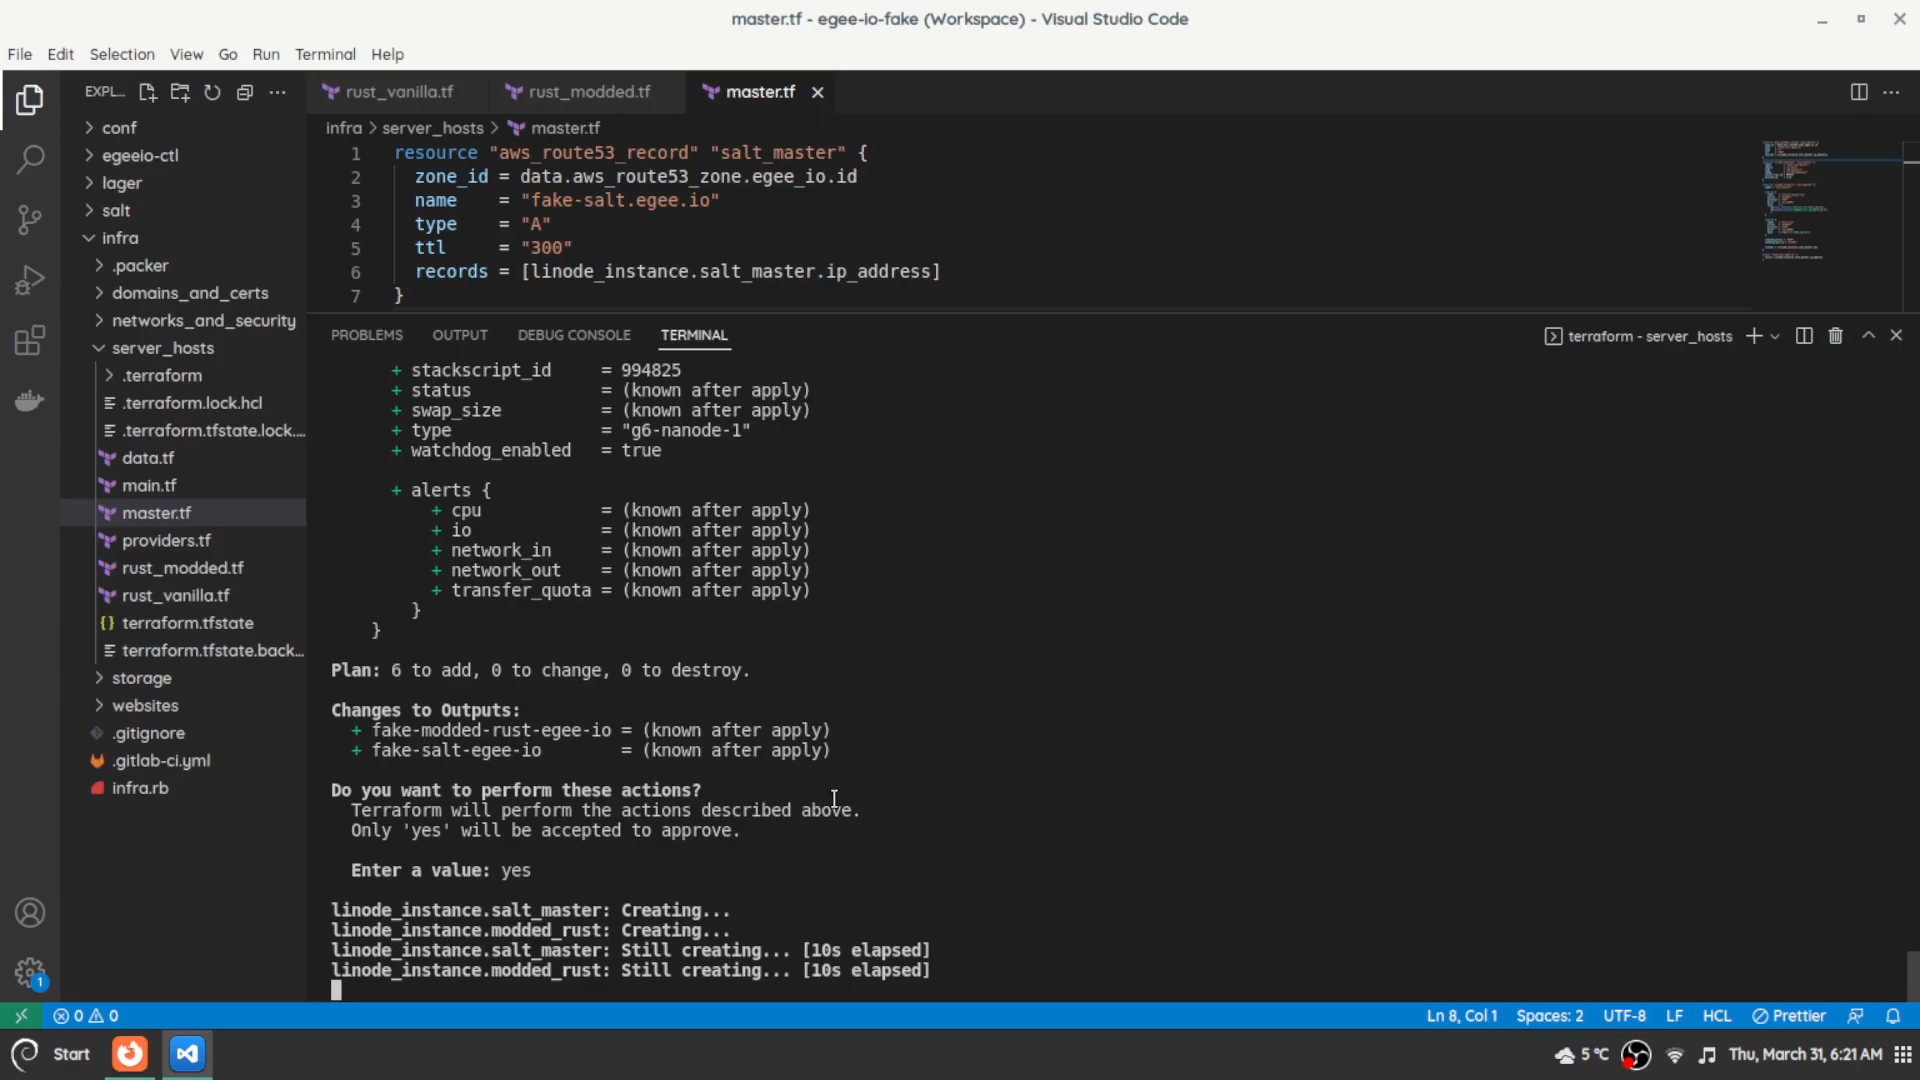 master.tf - egee-io-fake (Workspace) - Visual Studio Code
File Edit Selection View Go Run Terminal Help
EXPL...
conf
egeeio-ctl
lager
salt
infra
.packer
domains_and_certs
networks_and_security
server_hosts
.terraform
.terraform.lock.hcl
.terraform.tfstate.lock....
data.tf
main.tf
master.tf
providers.tf
rust_modded.tf
rust_vanilla.tf
terraform.tfstate
terraform.tfstate.back...
storage
websites
.gitignore
.gitlab-ci.yml
infra.rb
rust_vanilla.tf rust_modded.tf master.tf
infra > server_hosts > master.tf
1 resource "aws_route53_record" "salt_master" {
2 zone_id = data.aws_route53_zone.egee_io.id
3 name = "fake-salt.egee.io"
4 type = "A"
5 ttl = "300"
6 records = [linode_instance.salt_master.ip_address]
7 }
PROBLEMS OUTPUT DEBUG CONSOLE TERMINAL terraform - server_hosts
+ stackscript_id = 994825
+ status = (known after apply)
+ swap_size = (known after apply)
+ type = "g6-nanode-1"
+ watchdog_enabled = true
+ alerts {
+ cpu = (known after apply)
+ io = (known after apply)
+ network_in = (known after apply)
+ network_out = (known after apply)
+ transfer_quota = (known after apply)
}
}
Plan: 6 to add, 0 to change, 0 to destroy.
Changes to Outputs:
+ fake-modded-rust-egee-io = (known after apply)
+ fake-salt-egee-io = (known after apply)
Do you want to perform these actions?
Terraform will perform the actions described above.
Only 'yes' will be accepted to approve.
Enter a value: yes
linode_instance.salt_master: Creating...
linode_instance.modded_rust: Creating...
linode_instance.salt_master: Still creating... [10s elapsed]
linode_instance.modded_rust: Still creating... [10s elapsed]
1
0 0 Ln 8, Col 1 Spaces: 2 UTF-8 LF HCL Prettier
Start 5 °C Thu, March 31, 6:21 AM